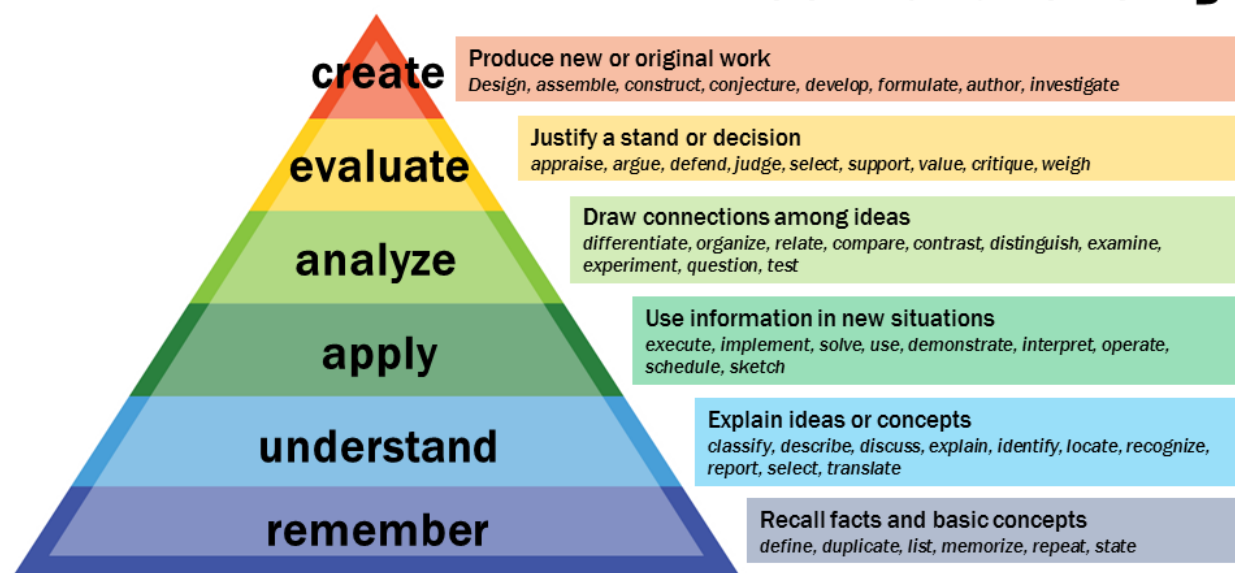 create
Produce new or original work
Design, assemble, construct, conjecture, develop, formulate, author, investigate
evaluate
Justify a stand or decision
appraise, argue, defend, judge, select, support, value, critique, weigh
analyze
Draw connections among ideas
differentiate, organize, relate, compare, contrast, distinguish, examine,
experiment, question, test
apply
Use information in new situations
execute, implement, solve, use, demonstrate, interpret, operate,
schedule, sketch
understand
Explain ideas or concepts
classify, describe, discuss, explain, identify, locate, recognize,
report, select, translate
remember
Recall facts and basic concepts
define, duplicate, list, memorize, repeat, state